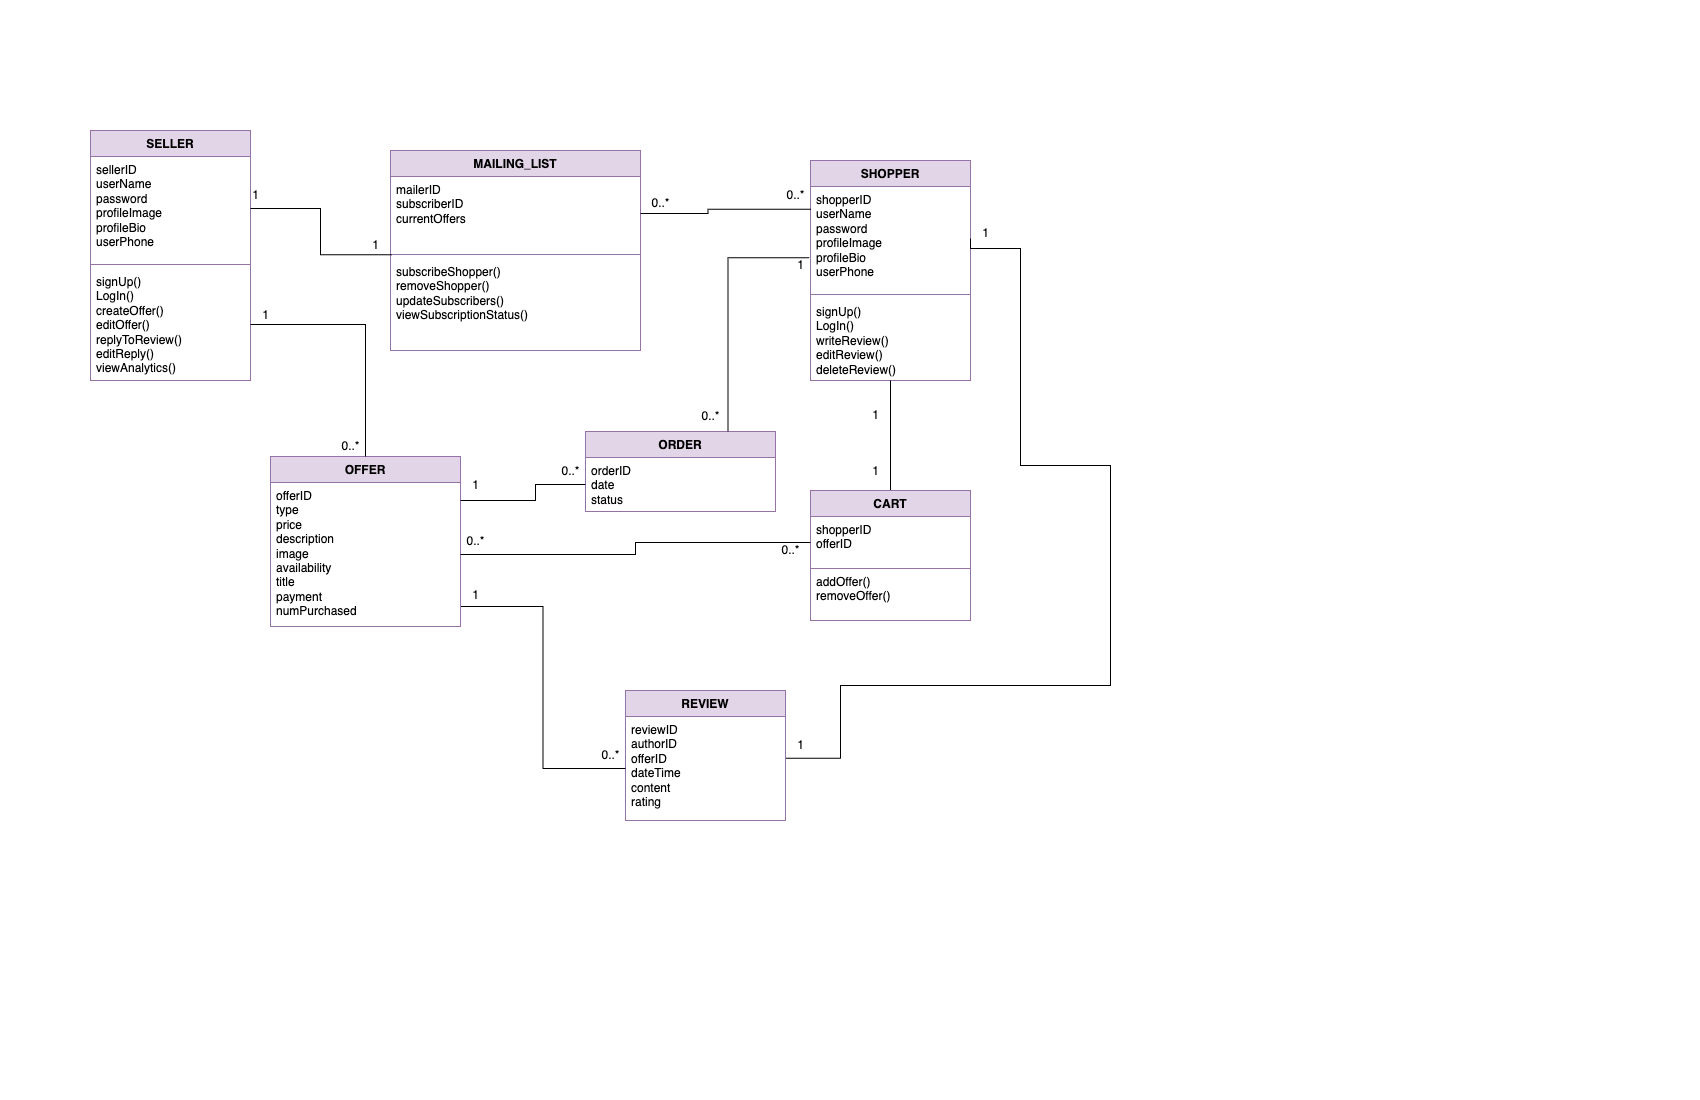 SELLER
sellerID
userName
password
profileImage
profileBio
userPhone
signUp()
LogIn()
createOffer()
editOffer()
replyToReview()
editReply()
viewAnalytics()
1
1
MAILING_LIST
mailerID
subscriberID
currentOffers
subscribeShopper()
removeShopper()
updateSubscribers()
viewSubscriptionStatus()
0..*
0..*
SHOPPER
shopperID
userName
password
profileImage
profileBio
userPhone
signUp()
LogIn()
writeReview()
editReview()
deleteReview()
1
1
1
0..*
0..*
1
ORDER
orderID
date
status
0..*
1
1
OFFER
offerID
type
price
description
image
availability
title
payment
numPurchased
1
0..*
0..*
CART
shopperID
offerID
addOffer()
removeOffer()
1
0..*
REVIEW
reviewID
authorID
offerID
dateTime
content
rating
1